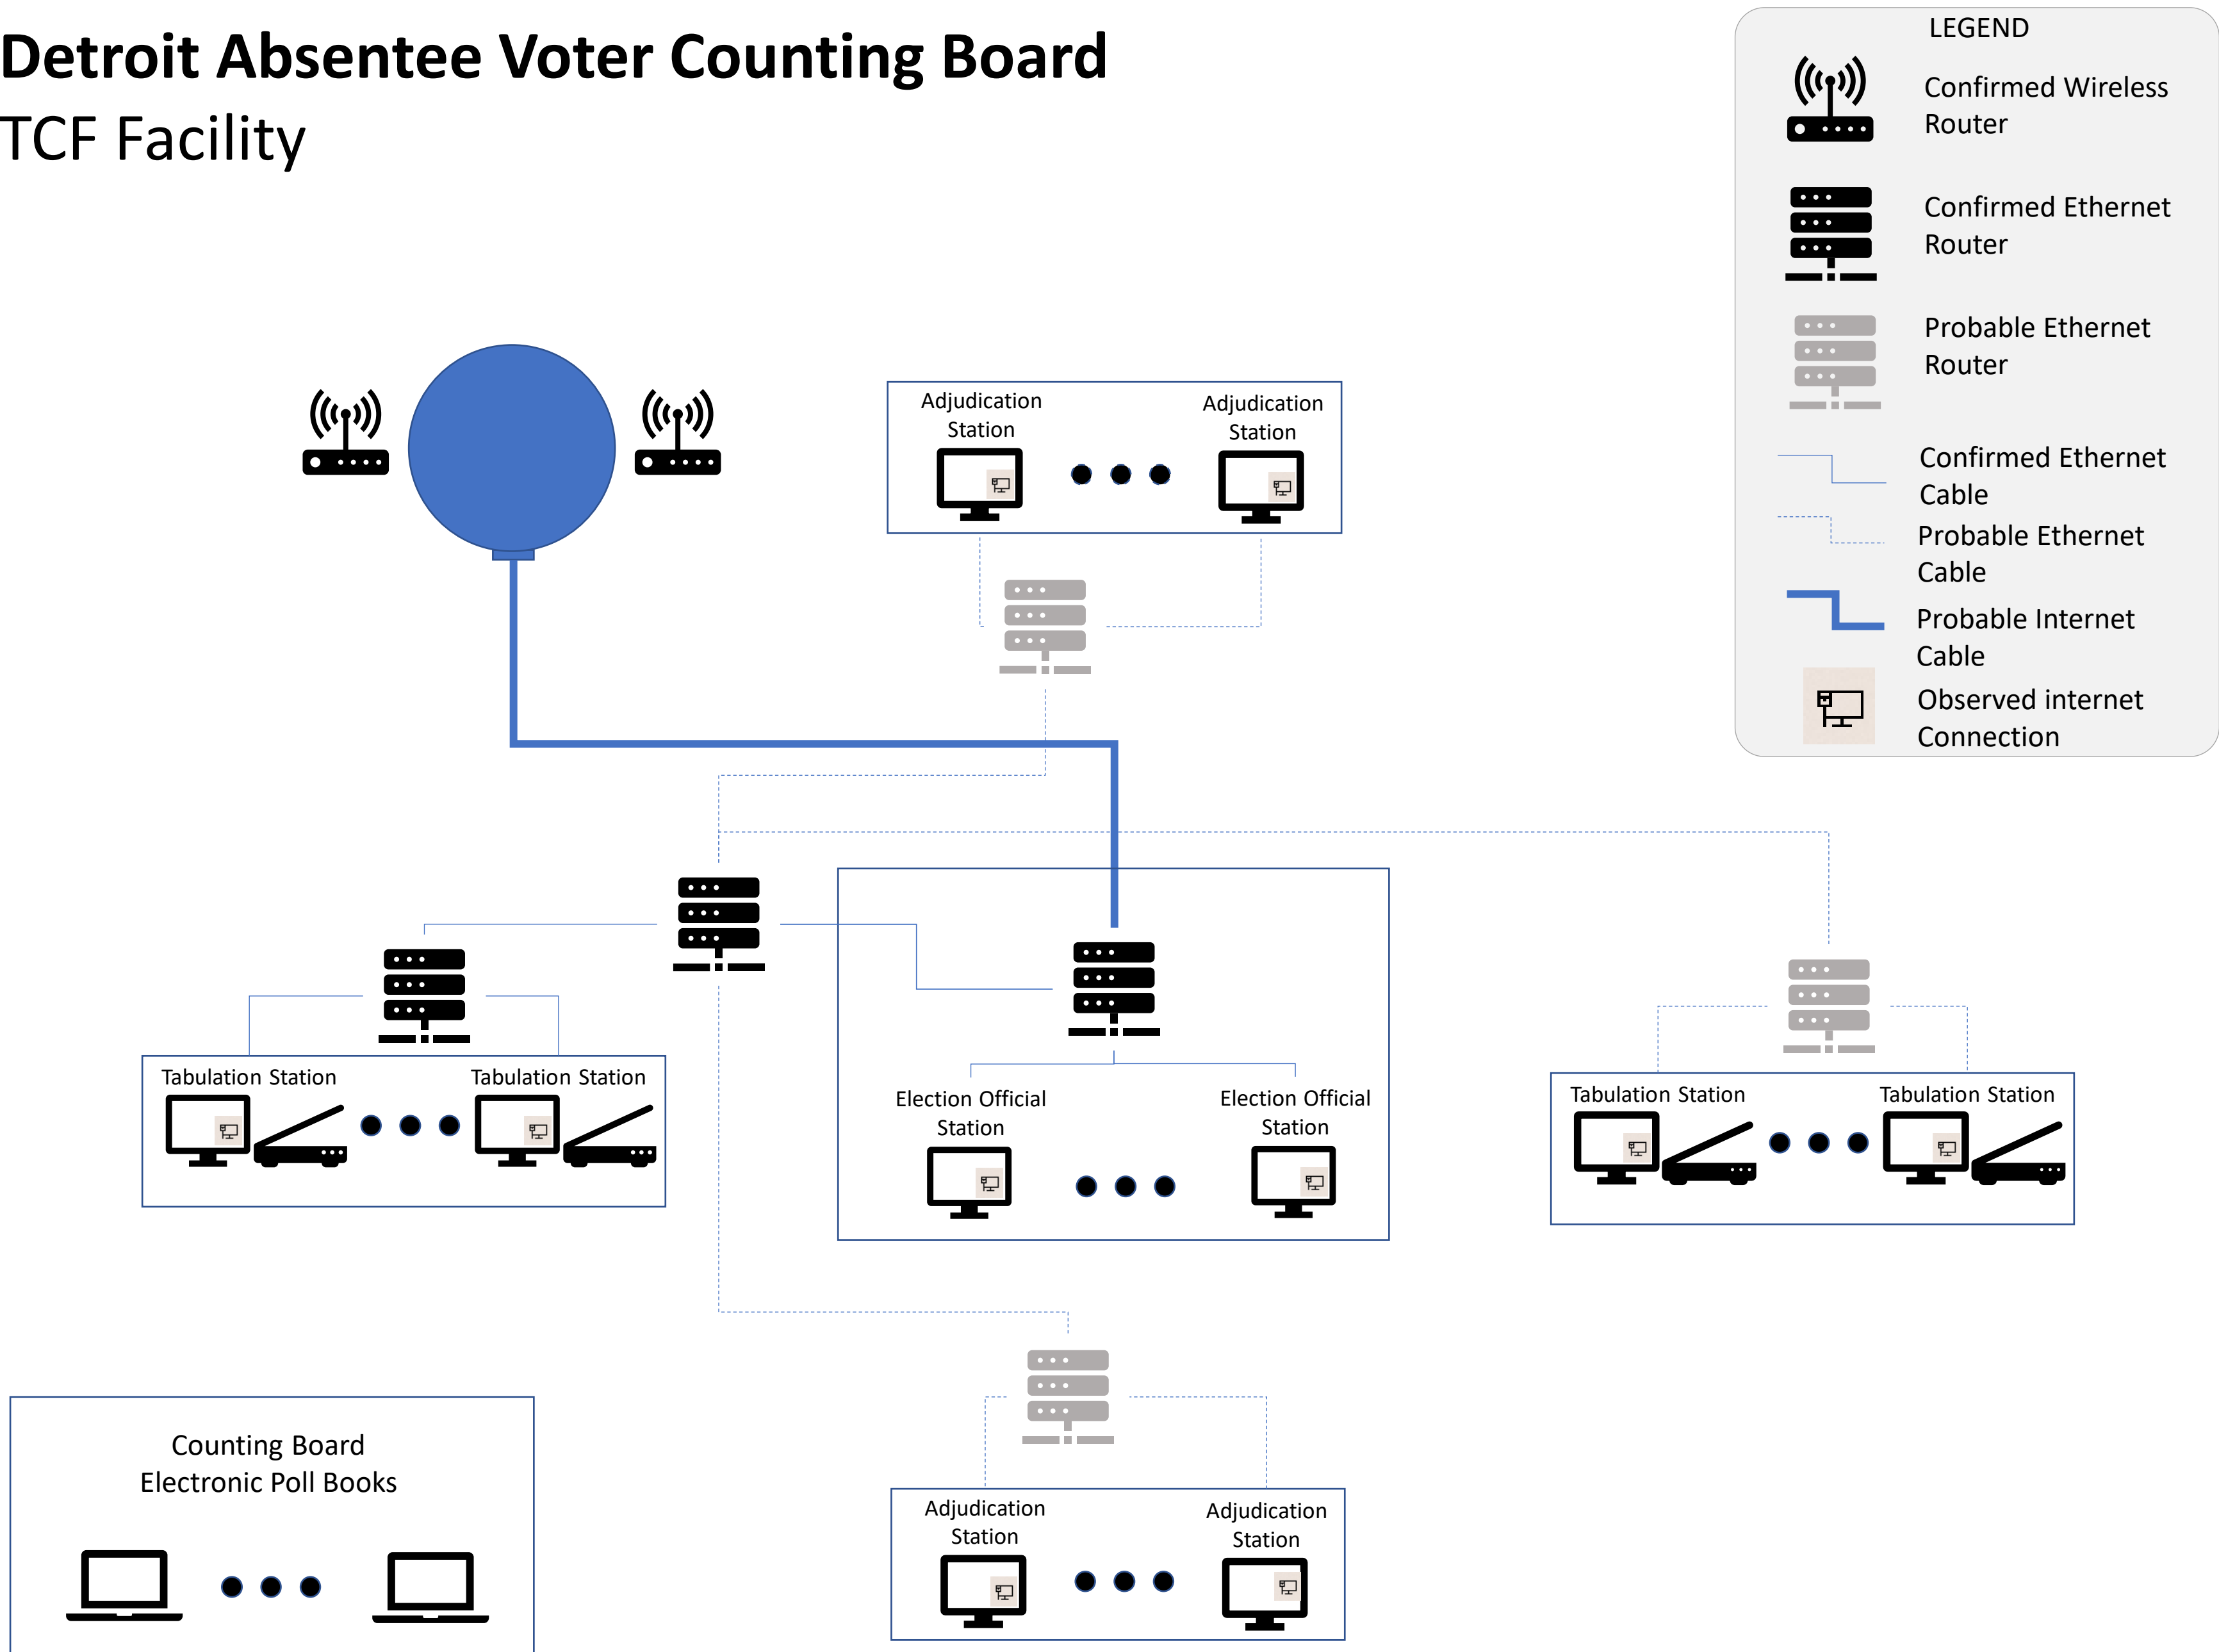 Detroit Absentee Voter Counting Board
TCF Facility
LEGEND
Confirmed Wireless
Router
Confirmed Ethernet
Router
Probable Ethernet
Router
Confirmed Ethernet
Cable
Probable Ethernet
Cable
Probable Internet
Cable
Observed internet
Connection
Adjudication
Station
Adjudication
Station
Tabulation Station
Tabulation Station
Election Official
Station
Election Official
Station
Tabulation Station
Tabulation Station
Counting Board
Electronic Poll Books
Adjudication
Station
Adjudication
Station